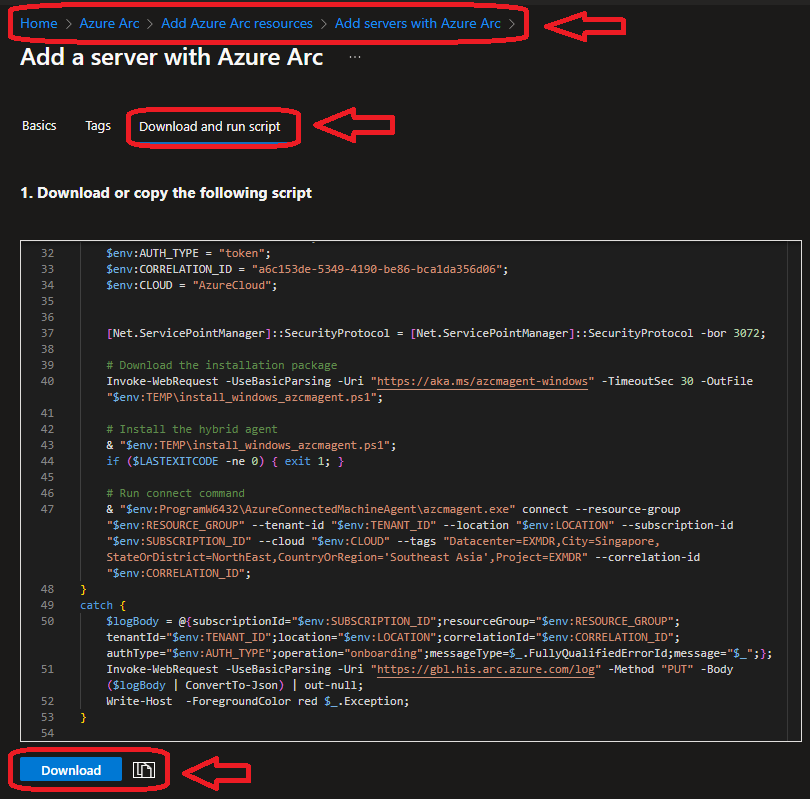 Home > Azure Arc > Add Azure Arc resources > Add servers with Azure Arc >
Add a server with Azure Arc ...
Basics Tags Download and run script
1. Download or copy the following script
32 $env:AUTH_TYPE = "token";
33 $env:CORRELATION_ID = "a6c153de-5349-4190-be86-bca1da356d06";
34 $env:CLOUD = "AzureCloud";
35
36
37 [Net.ServicePointManager]::SecurityProtocol = [Net.ServicePointManager]::SecurityProtocol -bor 3072;
38
39 # Download the installation package
40 Invoke-WebRequest -UseBasicParsing -Uri "https://aka.ms/azcmagent-windows" -TimeoutSec 30 -OutFile
"$env:TEMP\install_windows_azcmagent.ps1";
41
42 # Install the hybrid agent
43 & "$env:TEMP\install_windows_azcmagent.ps1";
44 if ($LASTEXITCODE -ne 0) { exit 1; }
45
46 # Run connect command
47 & "$env:ProgramW6432\AzureConnectedMachineAgent\azcmagent.exe" connect --resource-group
"$env:RESOURCE_GROUP" --tenant-id "$env:TENANT_ID" --location "$env:LOCATION" --subscription-id
"$env:SUBSCRIPTION_ID" --cloud "$env:CLOUD" --tags "Datacenter=EXMDR,City=Singapore,
StateOrDistrict=NorthEast,CountryOrRegion='Southeast Asia',Project=EXMDR" --correlation-id
"$env:CORRELATION_ID";
48 }
49 catch {
50 $logBody = @{subscriptionId="$env:SUBSCRIPTION_ID";resourceGroup="$env:RESOURCE_GROUP";
tenantId="$env:TENANT_ID";location="$env:LOCATION";correlationId="$env:CORRELATION_ID";
authType="$env:AUTH_TYPE";operation="onboarding";messageType=$_.FullyQualifiedErrorId;message="$_";};
51 Invoke-WebRequest -UseBasicParsing -Uri "https://gbl.his.arc.azure.com/log" -Method "PUT" -Body
($logBody | ConvertTo-Json) | out-null;
52 Write-Host -ForegroundColor red $_.Exception;
53 }
54
Download